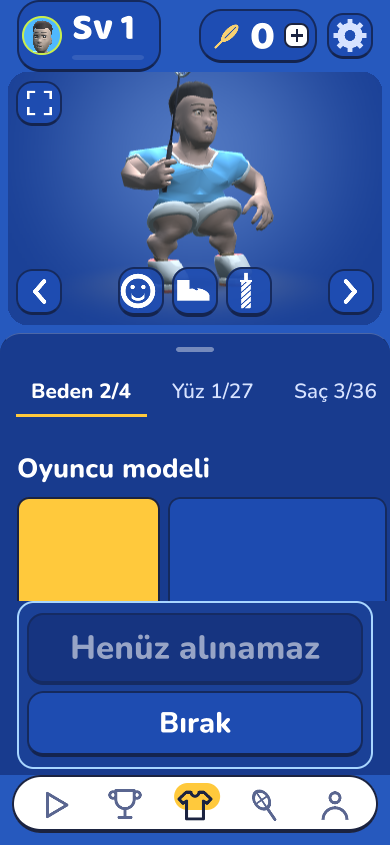 Sv 1
0
Beden 2/4
Yüz 1/27
Saç 3/36
Oyuncu modeli
Henüz alınamaz
Bırak